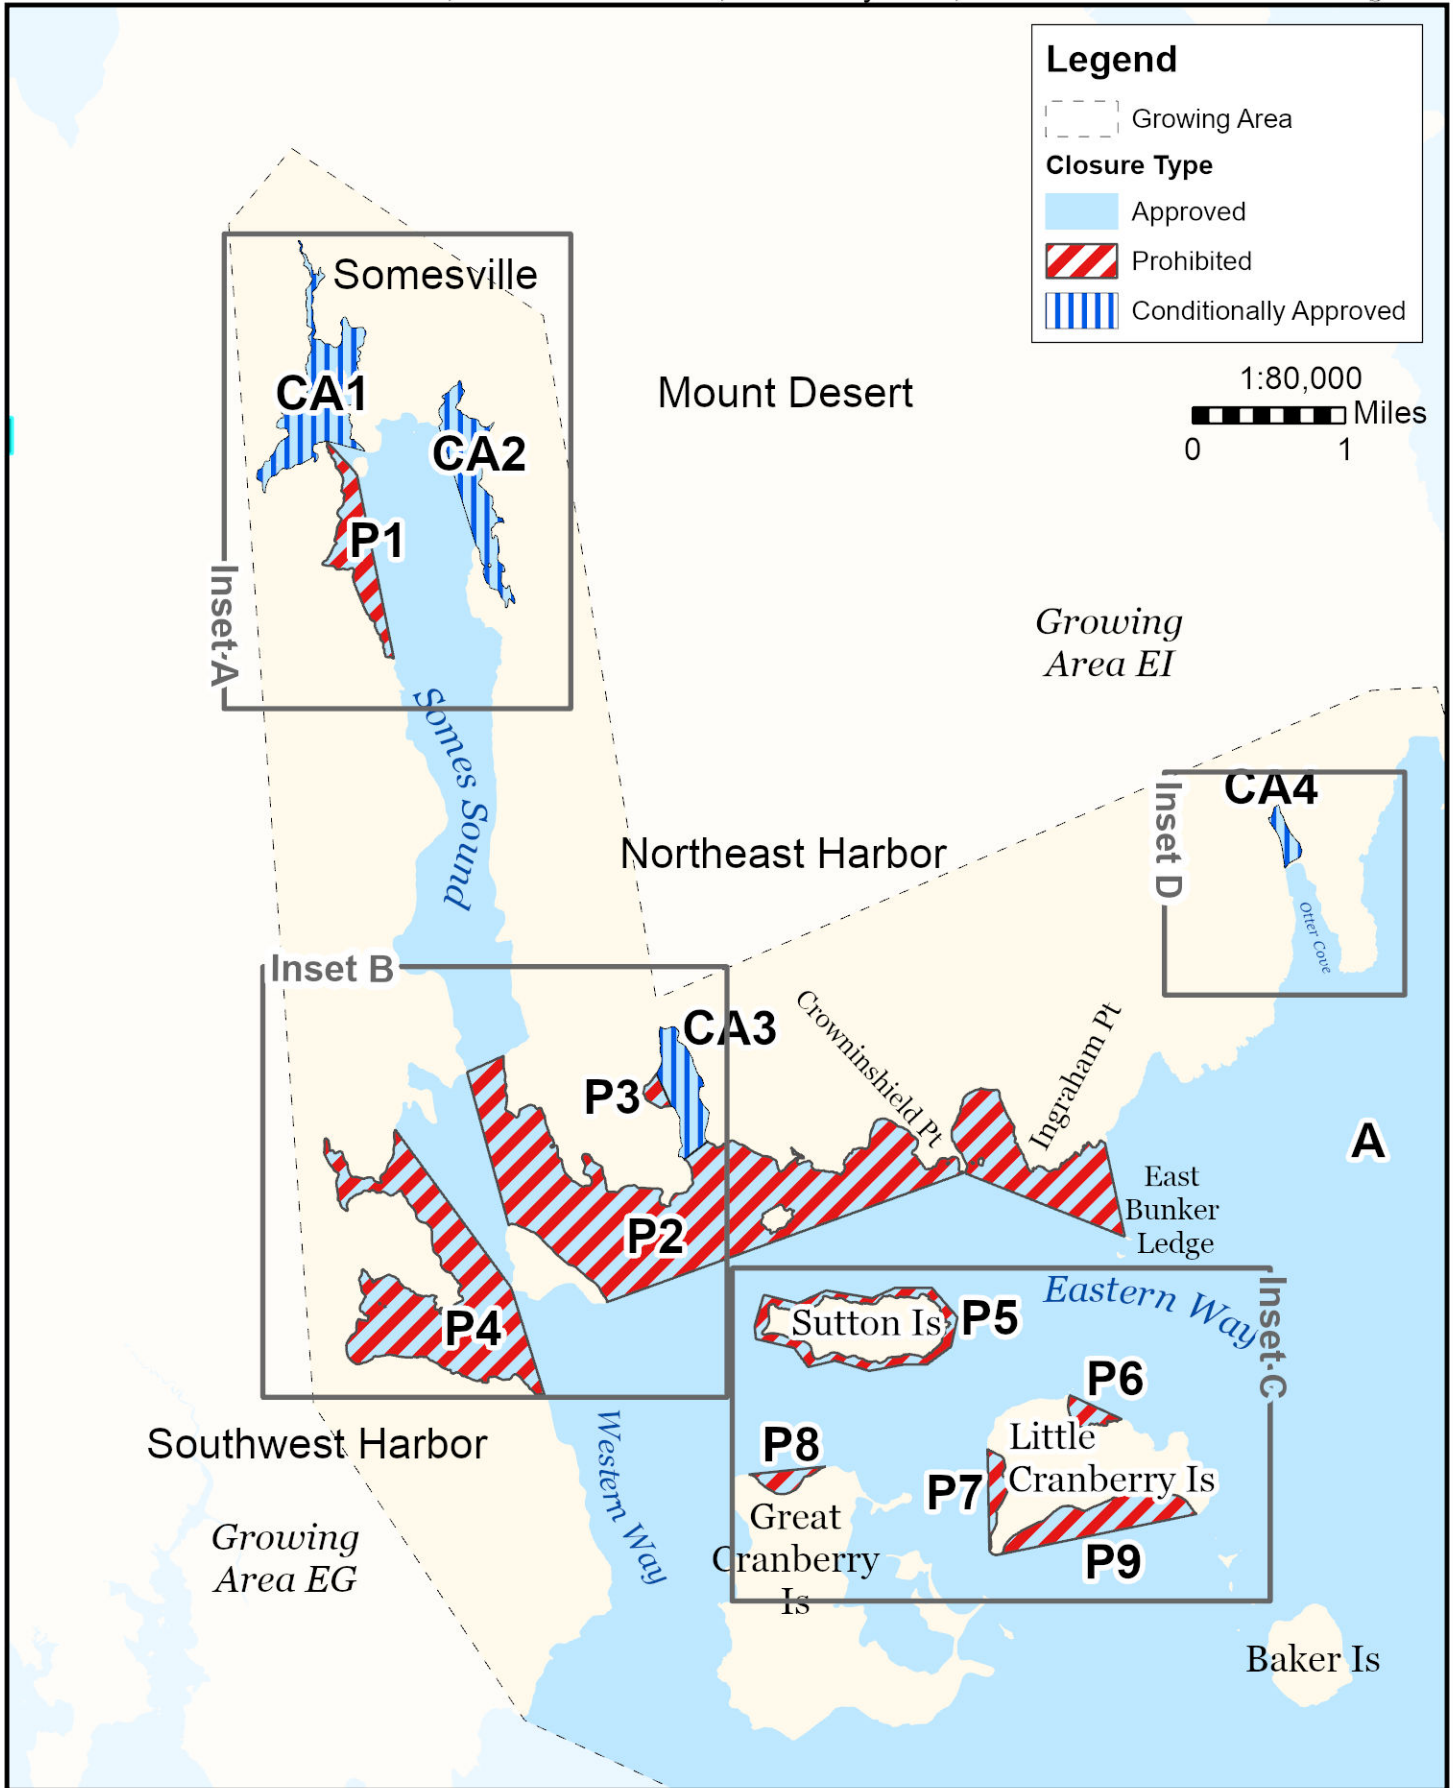 Legend
Growing Area
Closure Type
Approved
Prohibited
Conditionally Approved
1:80,000
Miles
0 1
Somesville
CA1
Mount Desert
CA2
P1
Inset A
Growing
Area EI
Somes Sound
CA4
Inset D
Northeast Harbor
Otter Cove
Inset B
CA3
Crowninshield Pt
Ingraham Pt
P3
A
East
Bunker
Ledge
P2
Eastern Way
Inset C
Sutton Is
P5
P4
P6
Southwest Harbor
Western Way
P8
Little
Cranberry Is
P7
Great
Cranberry
Is
P9
Growing
Area EG
Baker Is